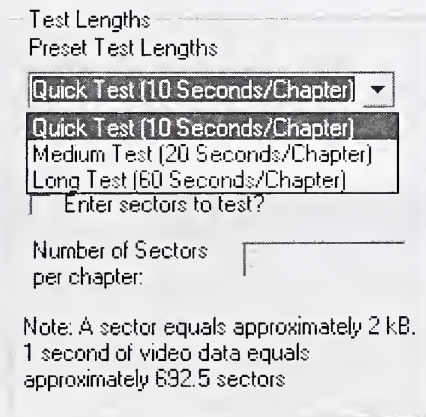 Test Lengths
Preset Test Lengths
Quick Test (10 Seconds/Chapter)
Quick Test (10 Seconds/Chapter)
Medium Test (20 Seconds/Chapter)
Long Test (60 Seconds/Chapter)
Enter sectors to test?
Number of Sectors
per chapter:
Note: A sector equals approximately 2 kB.
1 second of video data equals
approximately 692.5 sectors